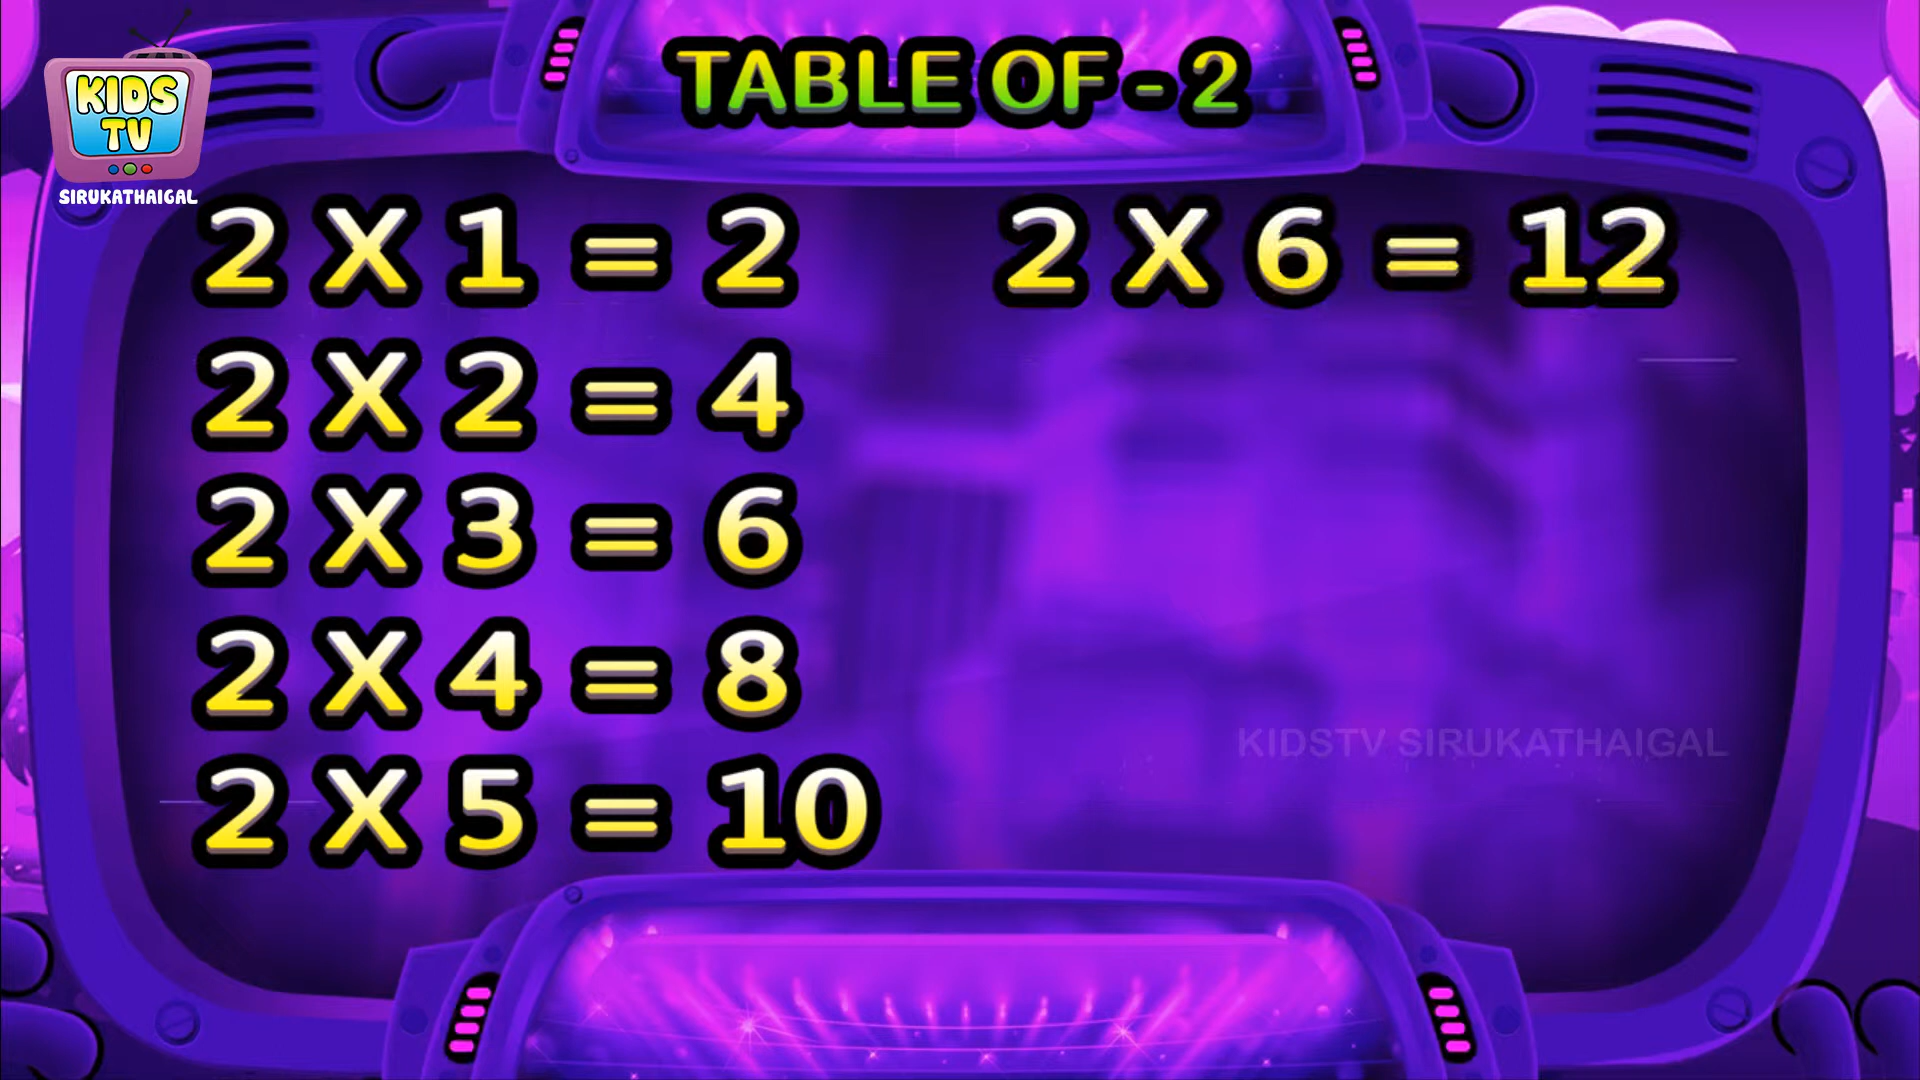 KIDS
TV
SIRUKATHAIGAL
TABLE OF - 2
2 X 1 = 2
2 X 2 = 4
2 X 3 = 6
2 X 4 = 8
2 X 5 = 10
2 X 6 = 12
KIDSTV SIRUKATHAIGAL